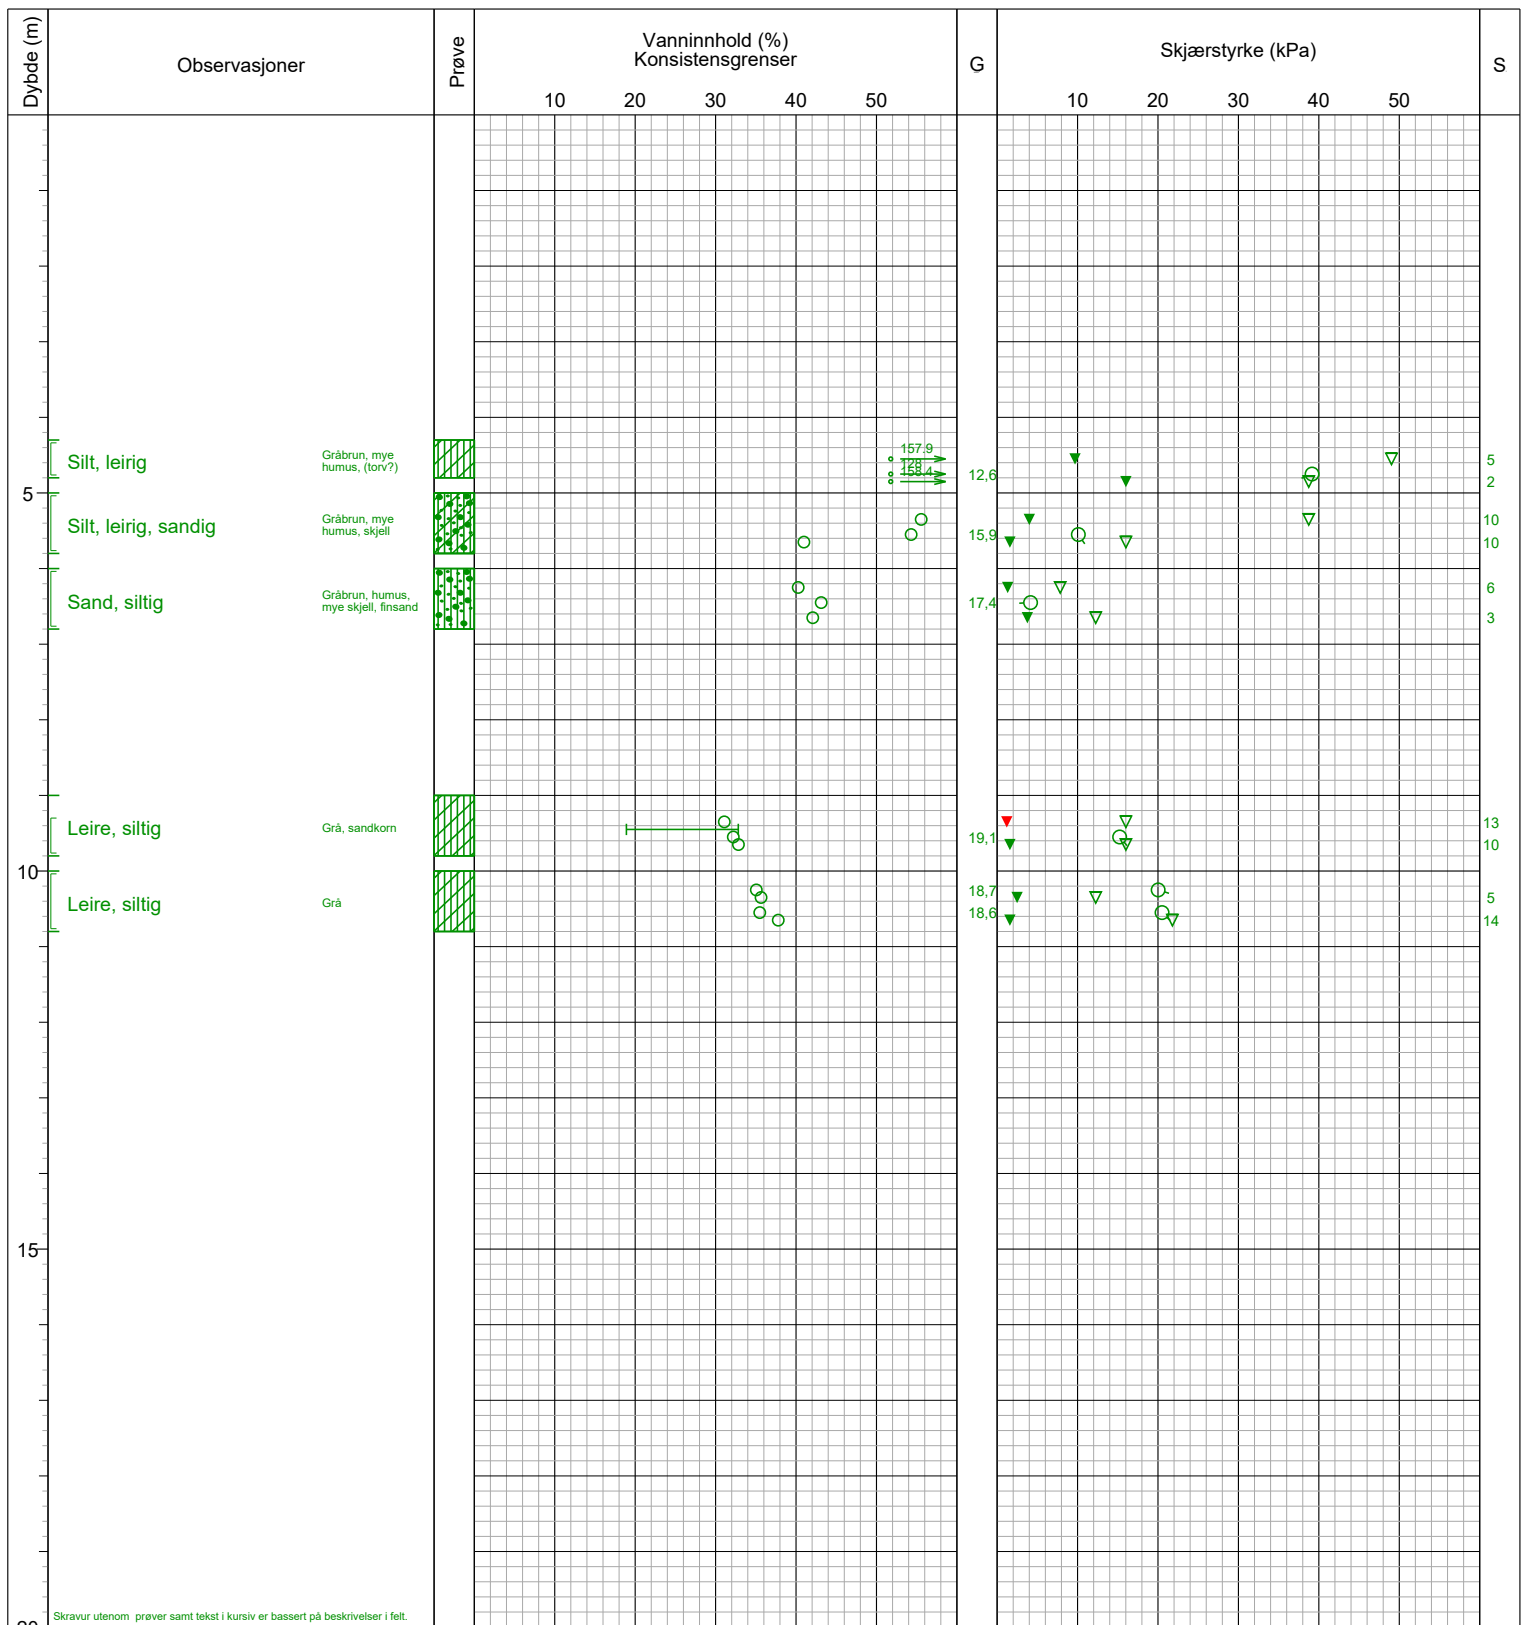 Dybde (m)
Observasjoner
Prøve
Vanninnhold (%)
Konsistensgrenser
10 20 30 40 50
G
Skjærstyrke (kPa)
10 20 30 40 50
S
Silt, leirig
Gråbrun, mye
humus, (torv?)
157.9
128
158.4
12,6
5
2
5
Silt, leirig, sandig
Gråbrun, mye
humus, skjell
15,9
10
10
Sand, siltig
Gråbrun, humus,
mye skjell, finsand
17,4
6
3
Leire, siltig
Grå, sandkorn
19,1
13
10
10
Leire, siltig
Grå
18,7
18,6
5
14
15
Skravur utenom prøver samt tekst i kursiv er bassert på beskrivelser i felt.